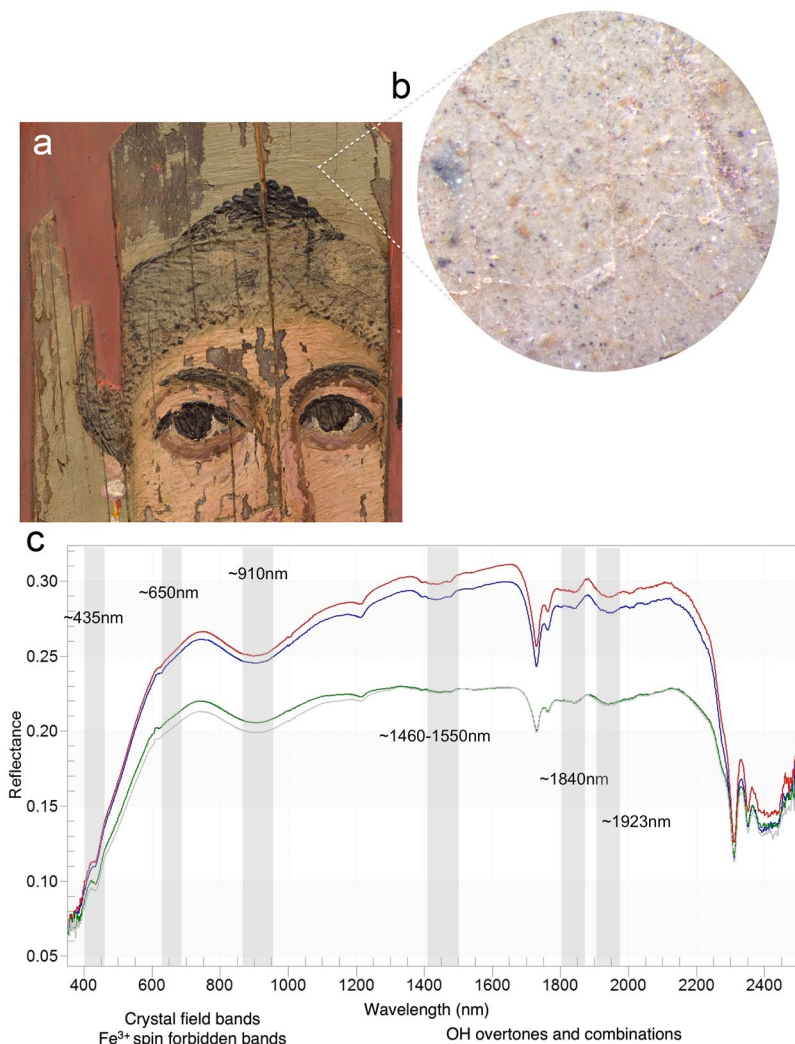 b
a
c
~435nm
~650nm
~910nm
~1460-1550nm
~1840nm
~1923nm
0.30
0.25
0.20
0.15
0.10
0.05
Reflectance
400 600 800 1000 1200 1400 1600 1800 2000 2200 2400
Wavelength (nm)
Crystal field bands
Fe³⁺ spin forbidden bands
OH overtones and combinations